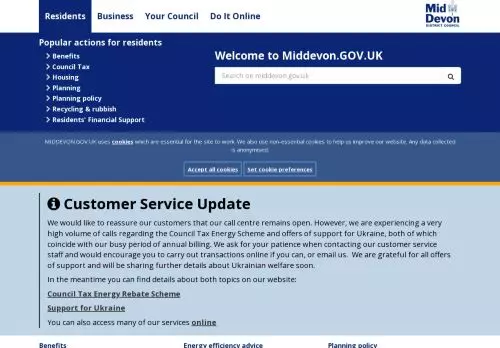 Residents Business Your Council Do It Online
Mid
Devon
DISTRICT COUNCIL
Popular actions for residents
Benefits
Council Tax
Housing
Planning
Planning policy
Recycling & rubbish
Residents' Financial Support
Welcome to Middevon.GOV.UK
Search on middevon.gov.uk
MIDDEVON.GOV.UK uses cookies which are essential for the site to work. We also use non-essential cookies to help us improve our website. Any data collected
is anonymised.
Accept all cookies Set cookie preferences
Customer Service Update
We would like to reassure our customers that our call centre remains open. However, we are experiencing a very
high volume of calls regarding the Council Tax Energy Scheme and offers of support for Ukraine, both of which
coincide with our busy period of annual billing. We ask for your patience when contacting our customer service
staff and would encourage you to carry out transactions online if you can, or email us. We are grateful for all offers
of support and will be sharing further details about Ukrainian welfare soon.
In the meantime you can find details about both topics on our website:
Council Tax Energy Rebate Scheme
Support for Ukraine
You can also access many of our services online
Benefits Energy efficiency advice Planning policy